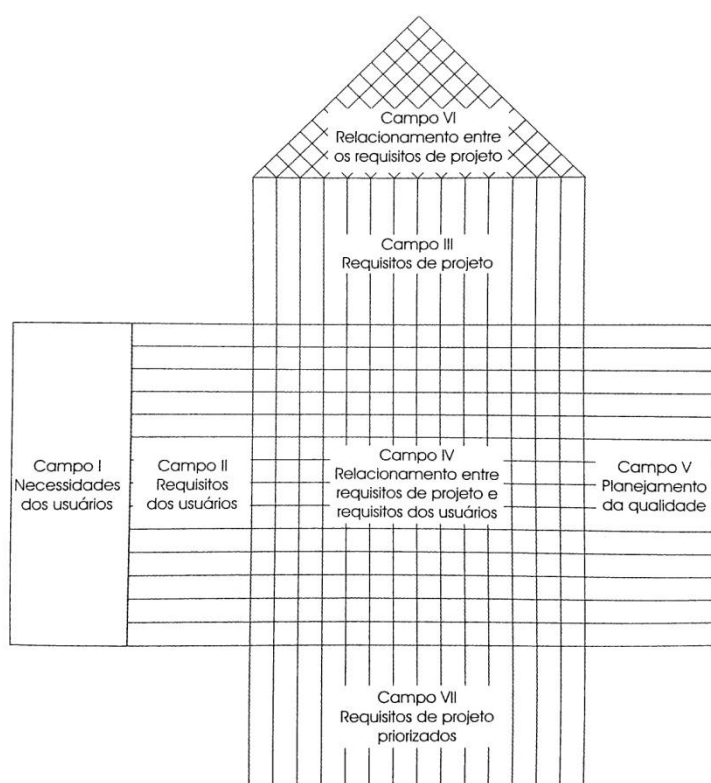 Campo VI
Relacionamento entre
os requisitos de projeto
Campo III
Requisitos de projeto
Campo I
Necessidades
dos usuários
Campo II
Requisitos
dos usuários
Campo IV
Relacionamento entre
requisitos de projeto e
requisitos dos usuários
Campo V
Planejamento
da qualidade
Campo VII
Requisitos de projeto
priorizados